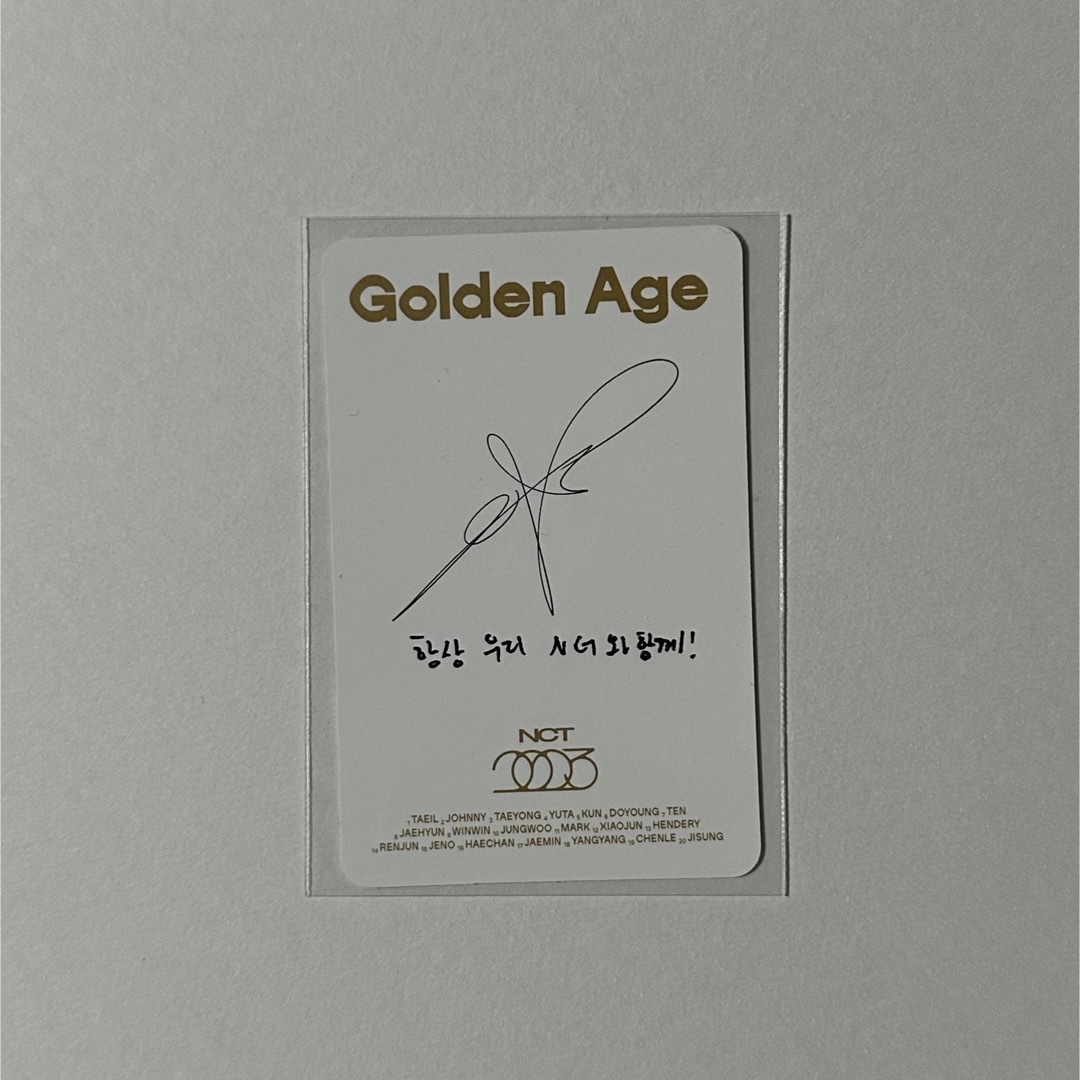 Golden Age
항상 우리 시즈니와 함께!
NCT
2023
1 TAEIL 2 JOHNNY 3 TAEYONG 4 YUTA 5 KUN 6 DOYOUNG 7 TEN
8 JAEHYUN 9 WINWIN 10 JUNGWOO 11 MARK 12 XIAOJUN 13 HENDERY
14 RENJUN 15 JENO 16 HAECHAN 17 JAEMIN 18 YANGYANG 19 CHENLE 20 JISUNG